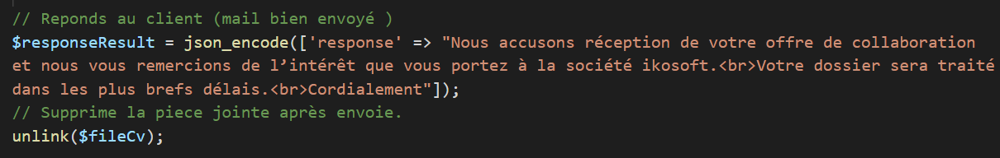 // Reponds au client (mail bien envoyé )
$responseResult = json_encode(['response' => "Nous accusons réception de votre offre de collaboration
et nous vous remercions de l’intérêt que vous portez à la société ikosoft.<br>Votre dossier sera traité
dans les plus brefs délais.<br>Cordialement"]);
// Supprime la piece jointe après envoie.
unlink($fileCv);